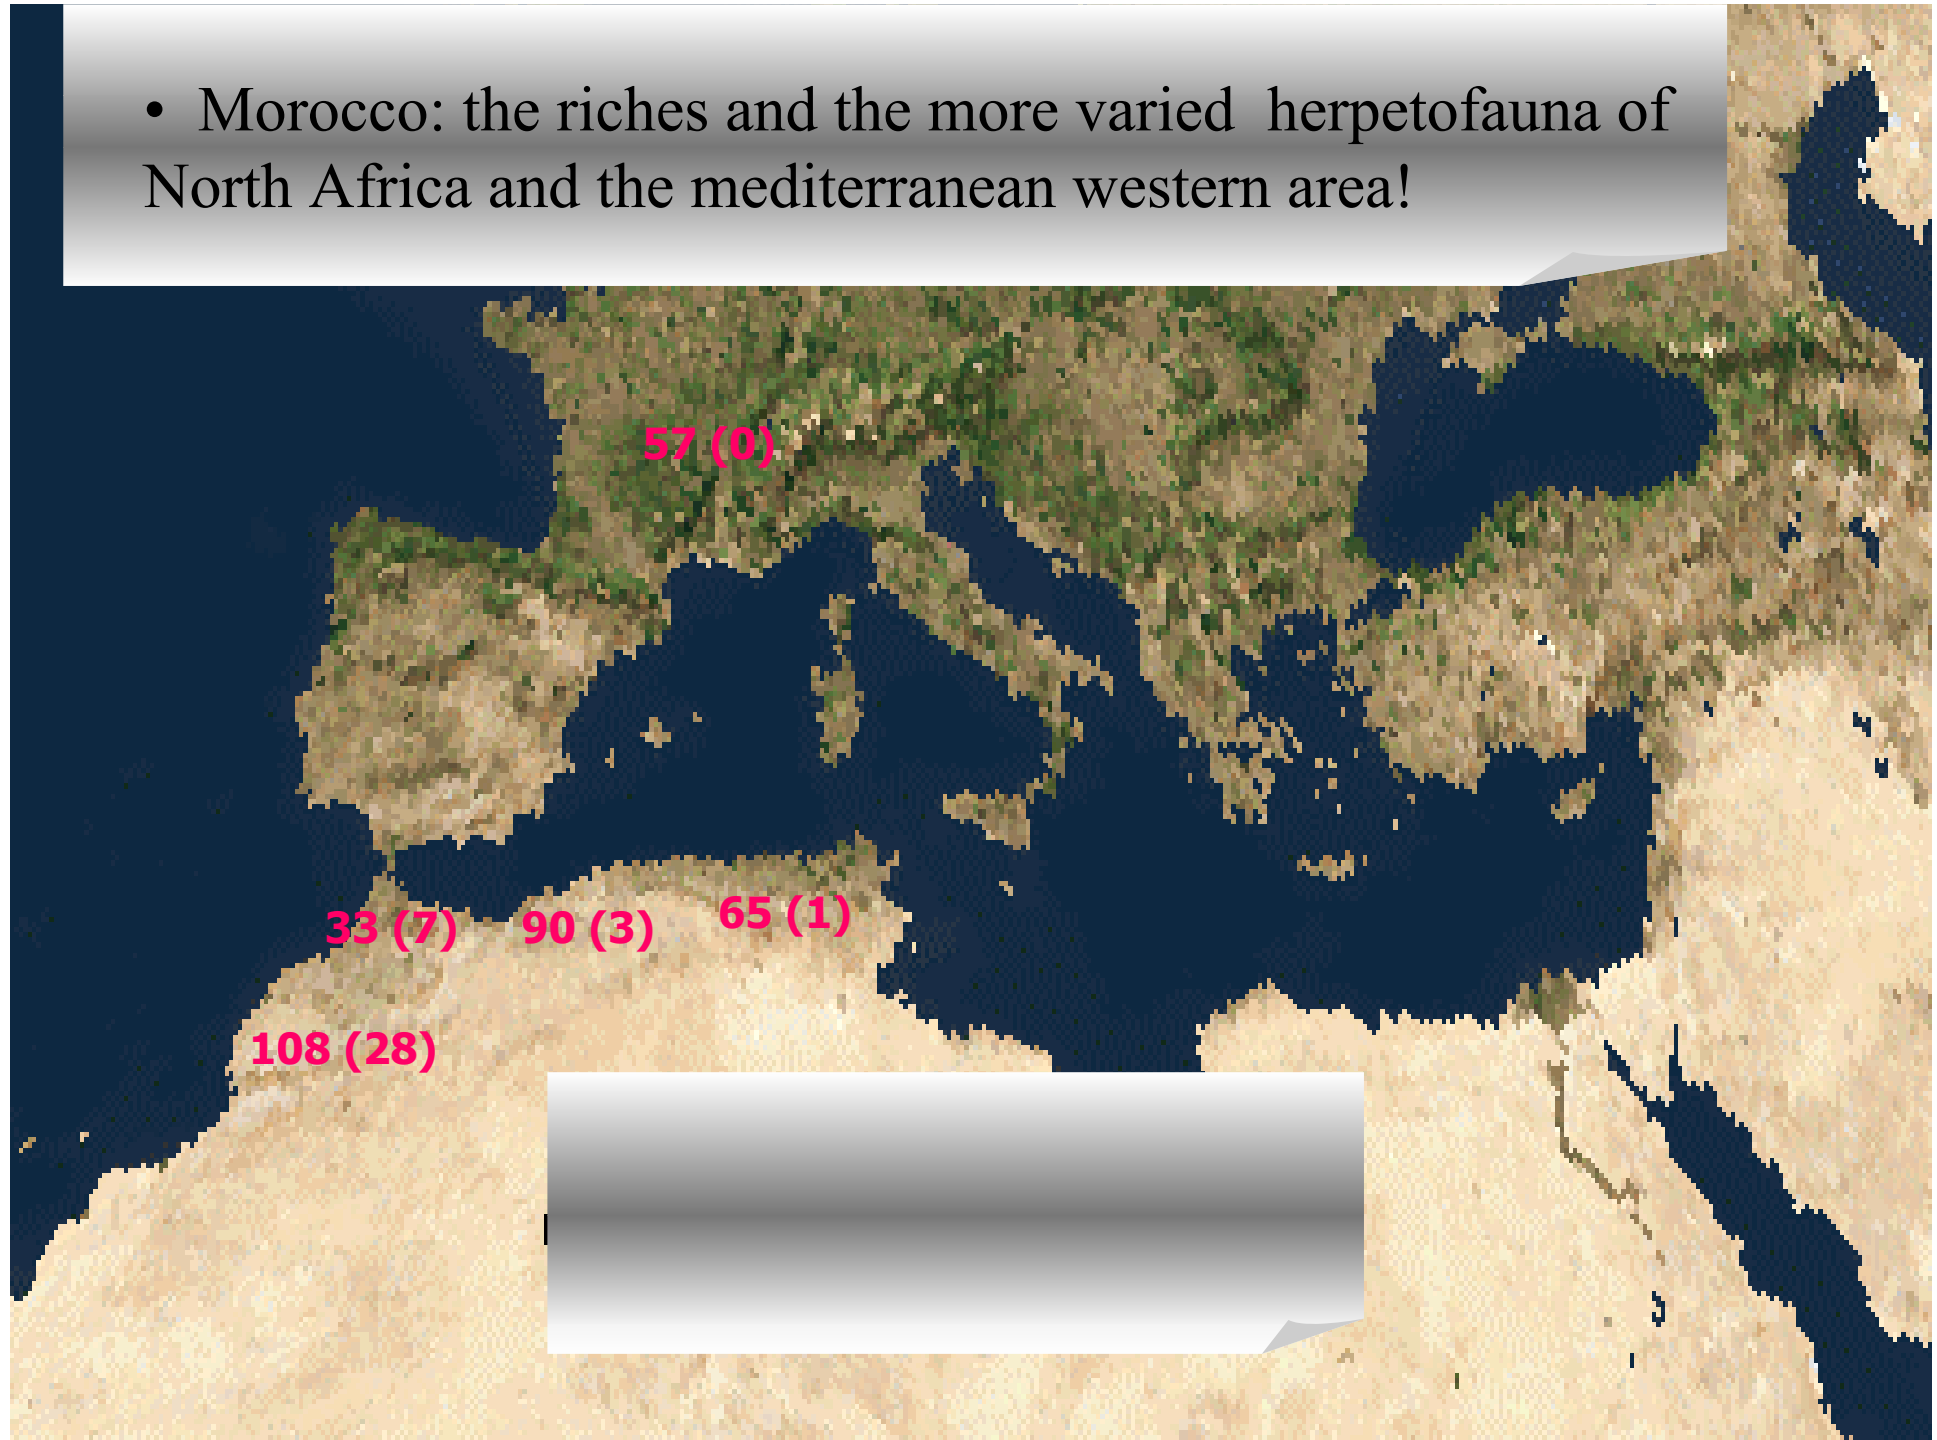 • Morocco: the riches and the more varied herpetofauna of
North Africa and the mediterranean western area!
57 (0)
33 (7) 90 (3) 65 (1)
108 (28)